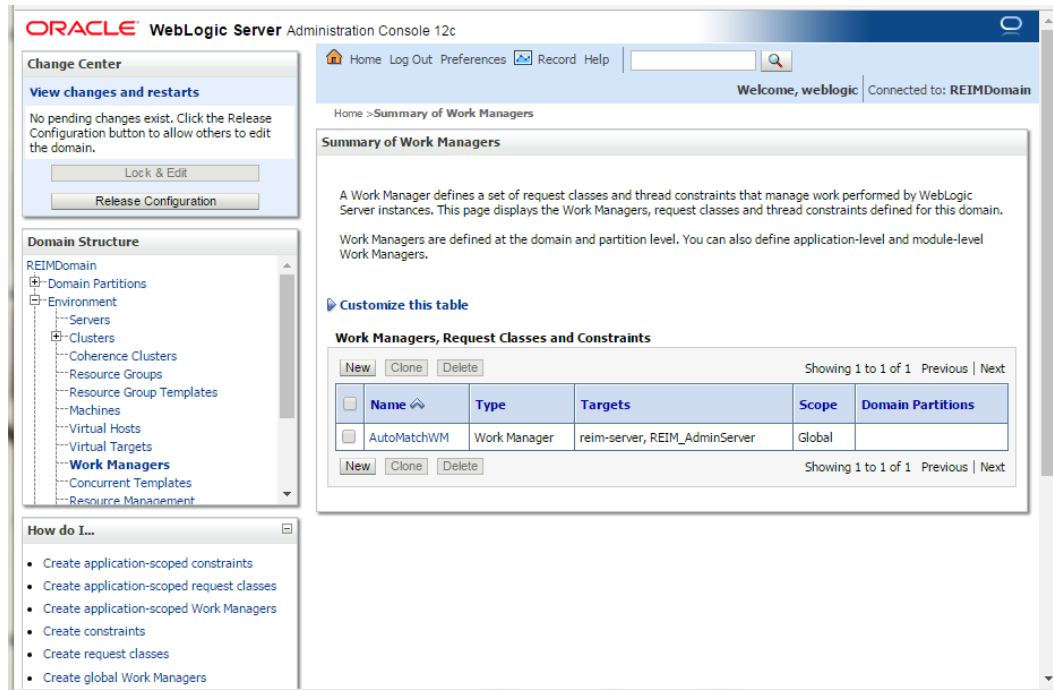 ORACLE WebLogic Server Administration Console 12c
Change Center
View changes and restarts
No pending changes exist. Click the Release
Configuration button to allow others to edit
the domain.
Lock & Edit
Release Configuration
Domain Structure
REIMDomain
Domain Partitions
Environment
Servers
Clusters
Coherence Clusters
Resource Groups
Resource Group Templates
Machines
Virtual Hosts
Virtual Targets
Work Managers
Concurrent Templates
Resource Management
How do I...
Create application-scoped constraints
Create application-scoped request classes
Create application-scoped Work Managers
Create constraints
Create request classes
Create global Work Managers
Home Log Out Preferences Record Help
Welcome, weblogic Connected to: REIMDomain
Home >Summary of Work Managers
Summary of Work Managers
A Work Manager defines a set of request classes and thread constraints that manage work performed by WebLogic
Server instances. This page displays the Work Managers, request classes and thread constraints defined for this domain.
Work Managers are defined at the domain and partition level. You can also define application-level and module-level
Work Managers.
Customize this table
Work Managers, Request Classes and Constraints
New Clone Delete Showing 1 to 1 of 1 Previous | Next
Name Type Targets Scope Domain Partitions
AutoMatchWM Work Manager reim-server, REIM_AdminServer Global
New Clone Delete Showing 1 to 1 of 1 Previous | Next